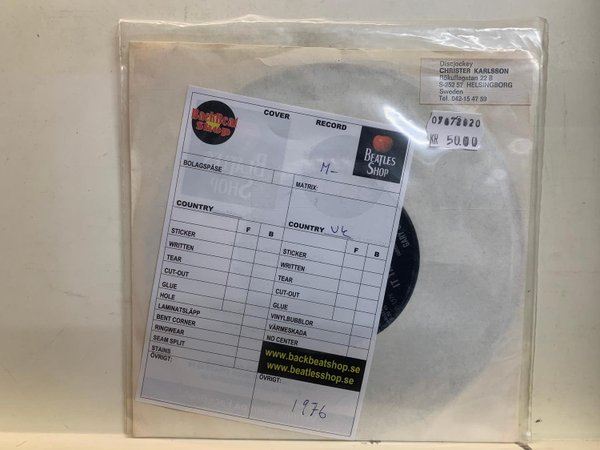 Discjockey
CHRISTER KARLSSON
S-252 57 HELSINGBORG
Sweden
Tel. 042-15 47 59
KR 50.00
BackBeat
Shop
COVER
RECORD
BEATLES
SHOP
M-
BOLAGSPÅSE
MATRIX:
COUNTRY
COUNTRY UK
F B
F B
STICKER
STICKER
WRITTEN
WRITTEN
TEAR
TEAR
CUT-OUT
CUT-OUT
GLUE
GLUE
HOLE
VINYLBUBBLOR
LAMINATSLÄPP
VÄRMESKADA
BENT CORNER
NO CENTER
RINGWEAR
SEAM SPLIT
STAINS
ÖVRIGT:
www.backbeatshop.se
www.beatlesshop.se
ÖVRIGT:
1976